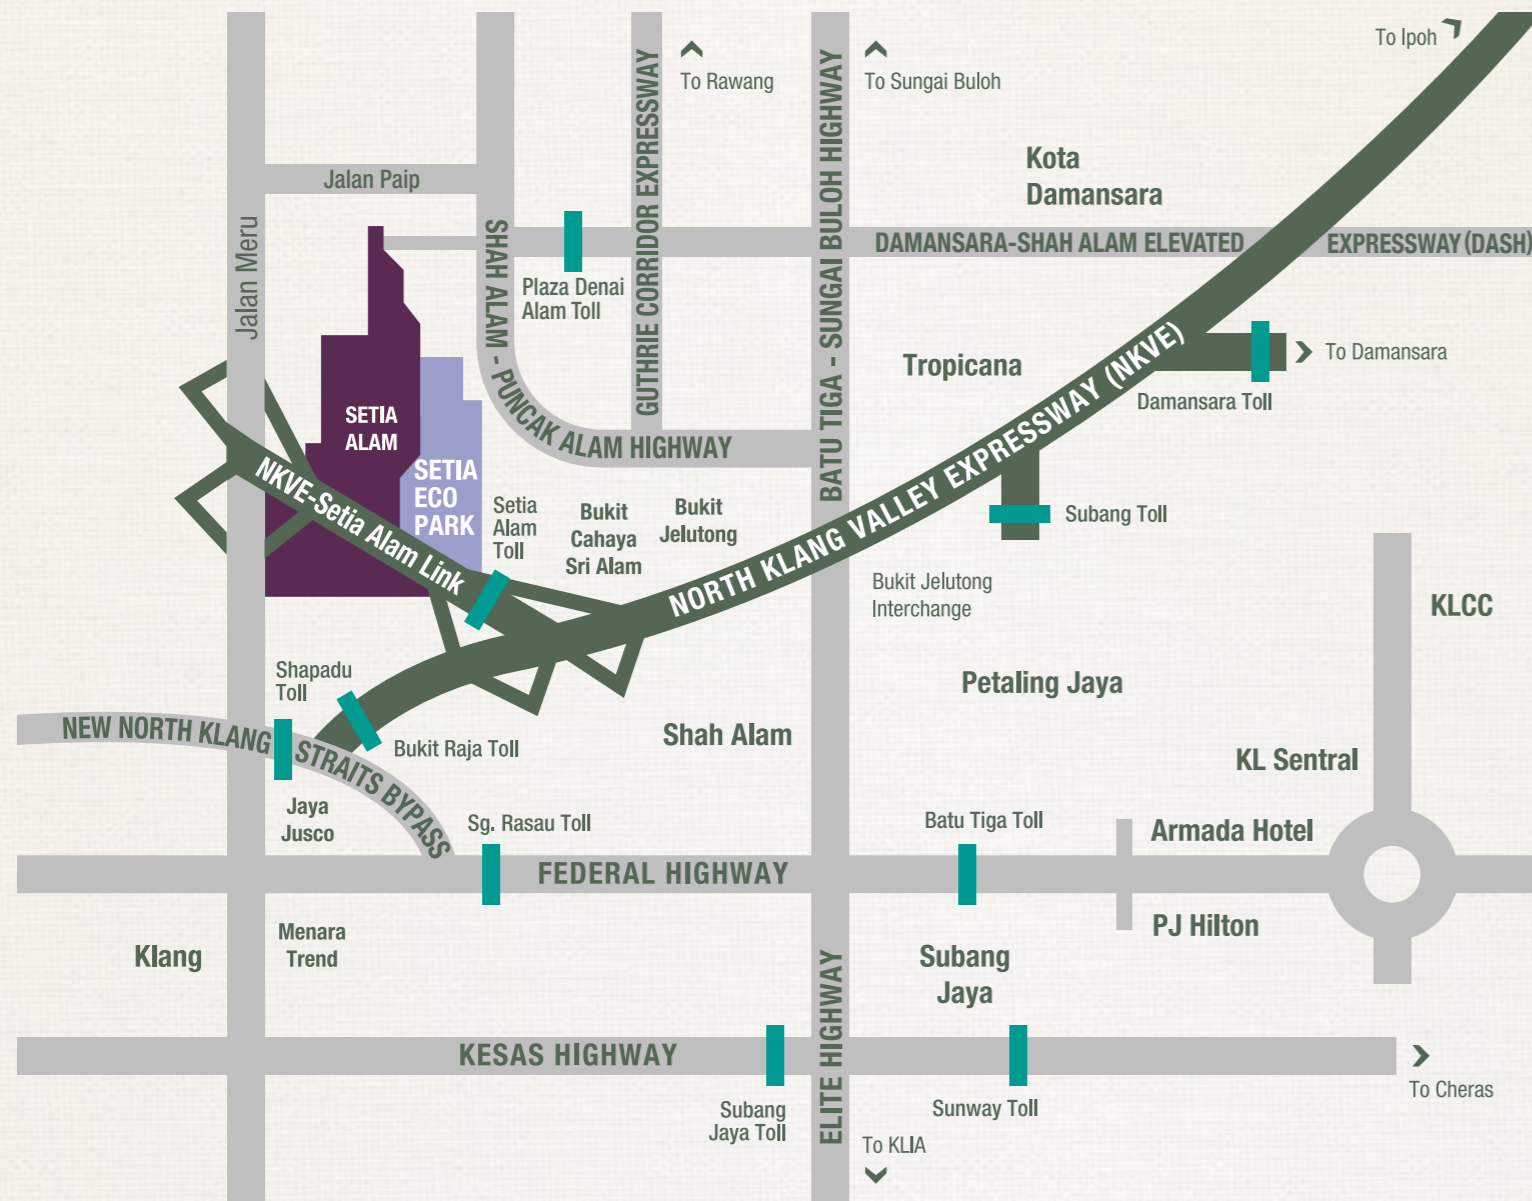 To Ipoh
To Rawang
To Sungai Buloh
Kota
Damansara
Jalan Paip
Jalan Meru
SHAH ALAM - PUNCAK ALAM HIGHWAY
GUTHRIE CORRIDOR EXPRESSWAY
BATU TIGA - SUNGAI BULOH HIGHWAY
DAMANSARA-SHAH ALAM ELEVATED EXPRESSWAY (DASH)
Plaza Denai
Alam Toll
Tropicana
To Damansara
Damansara Toll
SETIA
ALAM
SETIA
ECO
PARK
NKVE-Setia Alam Link
Setia
Alam
Toll
Bukit
Cahaya
Sri Alam
Bukit
Jelutong
NORTH KLANG VALLEY EXPRESSWAY (NKVE)
Subang Toll
Bukit Jelutong
Interchange
KLCC
Shapadu
Toll
Petaling Jaya
NEW NORTH KLANG STRAITS BYPASS
Bukit Raja Toll
Shah Alam
KL Sentral
Jaya
Jusco
Sg. Rasau Toll
Batu Tiga Toll
Armada Hotel
FEDERAL HIGHWAY
Klang
Menara
Trend
PJ Hilton
Subang
Jaya
ELITE HIGHWAY
KESAS HIGHWAY
To Cheras
Subang
Jaya Toll
Sunway Toll
To KLIA